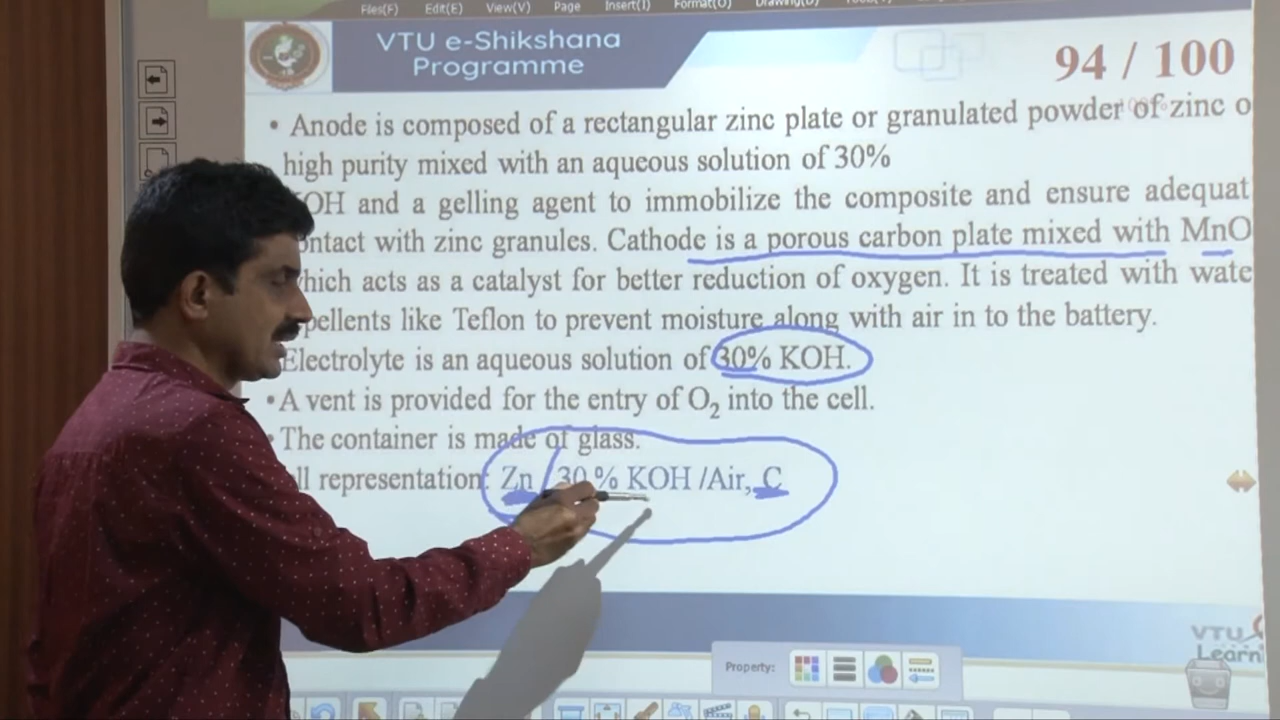 Files(F) Edit(E) View(V) Page Insert(I) Format(O) Drawing(D)
VTU e-Shikshana
Programme
94 / 100
• Anode is composed of a rectangular zinc plate or granulated powder of zinc o
high purity mixed with an aqueous solution of 30%
OH and a gelling agent to immobilize the composite and ensure adequat
ontact with zinc granules. Cathode is a porous carbon plate mixed with MnO
which acts as a catalyst for better reduction of oxygen. It is treated with wate
pellents like Teflon to prevent moisture along with air in to the battery.
Electrolyte is an aqueous solution of 30% KOH.
• A vent is provided for the entry of O₂ into the cell.
• The container is made of glass.
ll representation: Zn / 30 % KOH /Air, C
VTU
Learn
Property: